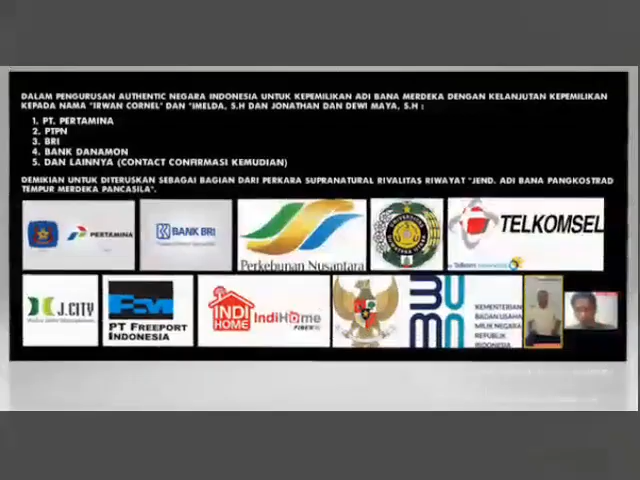 DALAM PENGURUSAN AUTHENTIC NEGARA INDONESIA UNTUK KEPEMILIKAN ADI BANA MERDEKA DENGAN KELANJUTAN KEPEMILIKAN
KEPADA NAMA "IRWAN CORNEL" DAN "IMELDA, S.H DAN JONATHAN DAN DEWI MAYA, S.H :
1. PT. PERTAMINA
2. PTPN
3. BRI
4. BANK DANAMON
5. DAN LAINNYA (CONTACT CONFIRMASI KEMUDIAN)
DEMIKIAN UNTUK DITERUSKAN SEBAGAI BAGIAN DARI PERKARA SUPRANATURAL RIVALITAS RIWAYAT "JEND. ADI BANA PANGKOSTRAD
TEMPUR MERDEKA PANCASILA".
PERTAMINA
BANK BRI
Perkebunan Nusantara
TELKOMSEL
J.CITY
PT FREEPORT
INDONESIA
INDI
HOME
IndiHome
FIBER
KEMENTERIAN
BADAN USAHA
MILIK NEGARA
REPUBLIK
INDONESIA